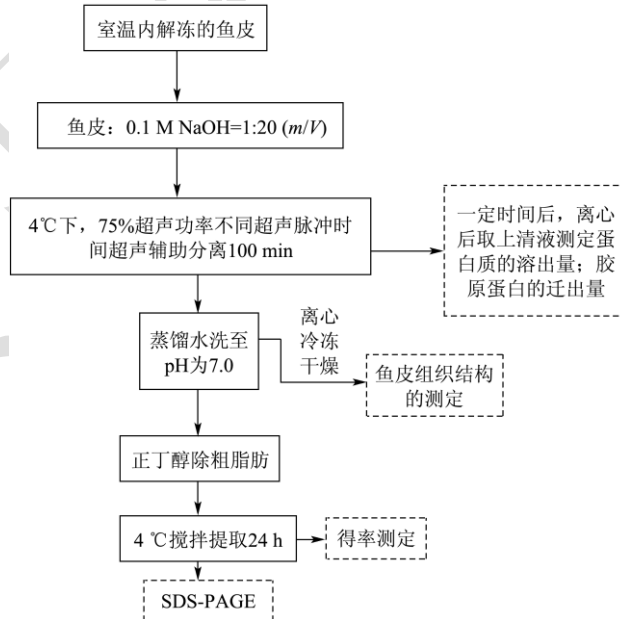 室温内解冻的鱼皮
鱼皮：0.1 M NaOH=1:20 (m/V)
4℃下，75%超声功率不同超声脉冲时
间超声辅助分离100 min
一定时间后，离心
后取上清液测定蛋
白质的溶出量；胶
原蛋白的迁出量
蒸馏水洗至
pH为7.0
离心
冷冻
干燥
鱼皮组织结构
的测定
正丁醇除粗脂肪
4 ℃搅拌提取24 h
得率测定
SDS-PAGE